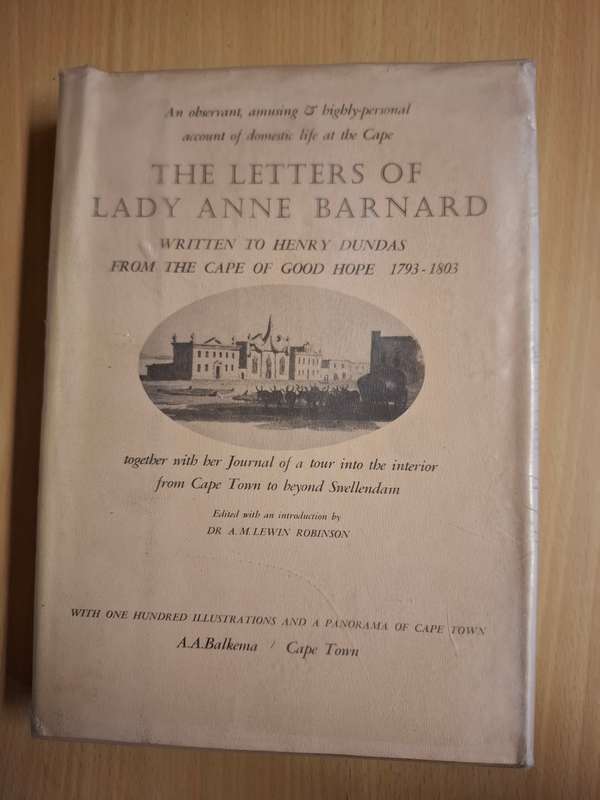 An observant, amusing & highly-personal
account of domestic life at the Cape
THE LETTERS OF
LADY ANNE BARNARD
WRITTEN TO HENRY DUNDAS
FROM THE CAPE OF GOOD HOPE 1793-1803
together with her Journal of a tour into the interior
from Cape Town to beyond Swellendam
Edited with an introduction by
DR A.M.LEWIN ROBINSON
WITH ONE HUNDRED ILLUSTRATIONS AND A PANORAMA OF CAPE TOWN
A.A.Balkema / Cape Town